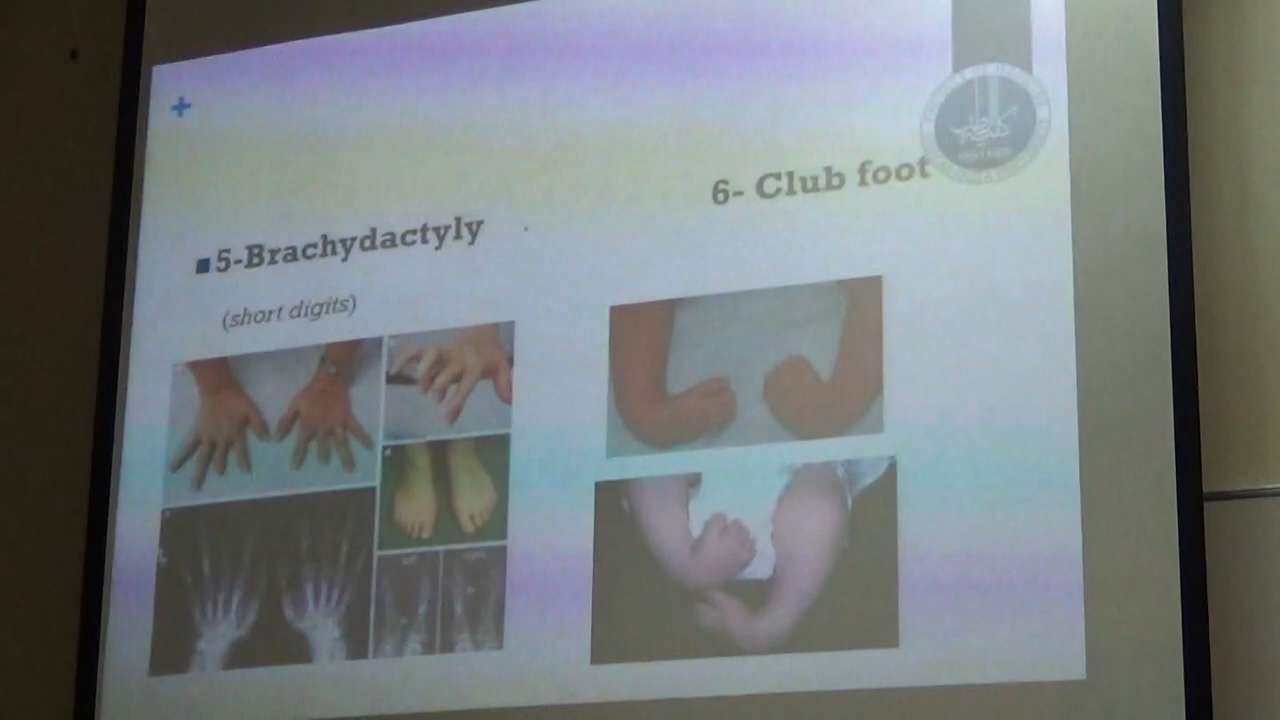 +
5-Brachydactyly
(short digits)
6- Club foot